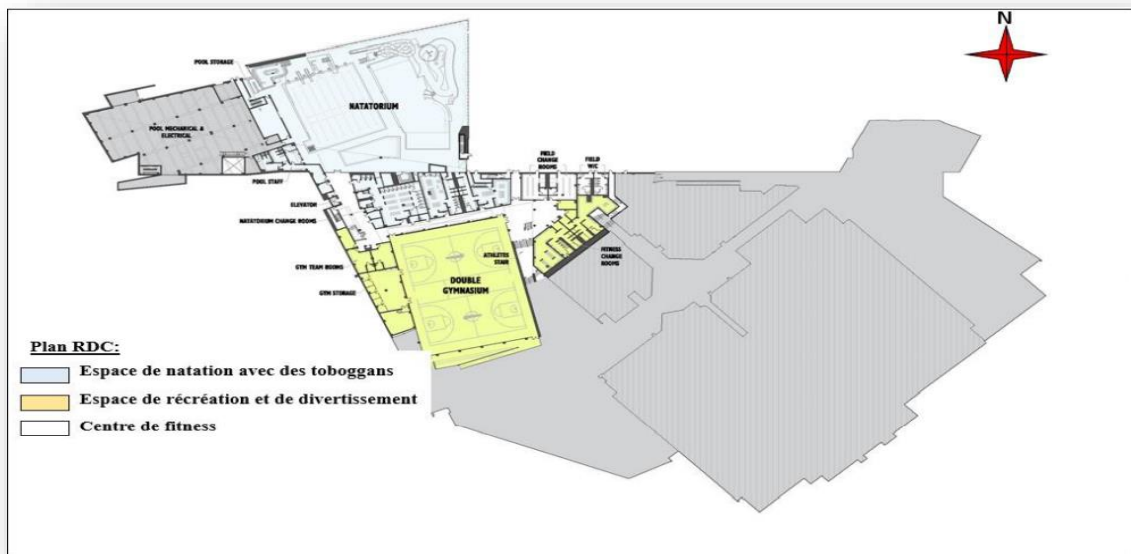 N
POOL STORAGE
NATATORIUM
POOL MECHANICAL &
ELECTRICAL
FIELD
CHANGE
ROOMS
FIELD
W/C
POOL STAFF
ELEVATOR
NATATORIUM CHANGE ROOMS
ATHLETES
STAIR
FITNESS
CHANGE
ROOMS
GYM TEAM ROOMS
DOUBLE
GYMNASIUM
GYM STORAGE
Plan RDC:
Espace de natation avec des toboggans
Espace de récréation et de divertissement
Centre de fitness